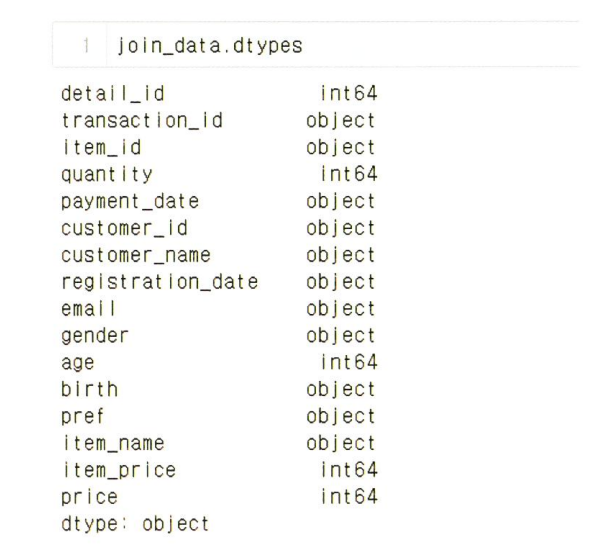 1 join_data.dtypes
detail_id int64
transaction_id object
item_id object
quantity int64
payment_date object
customer_id object
customer_name object
registration_date object
email object
gender object
age int64
birth object
pref object
item_name object
item_price int64
price int64
dtype: object